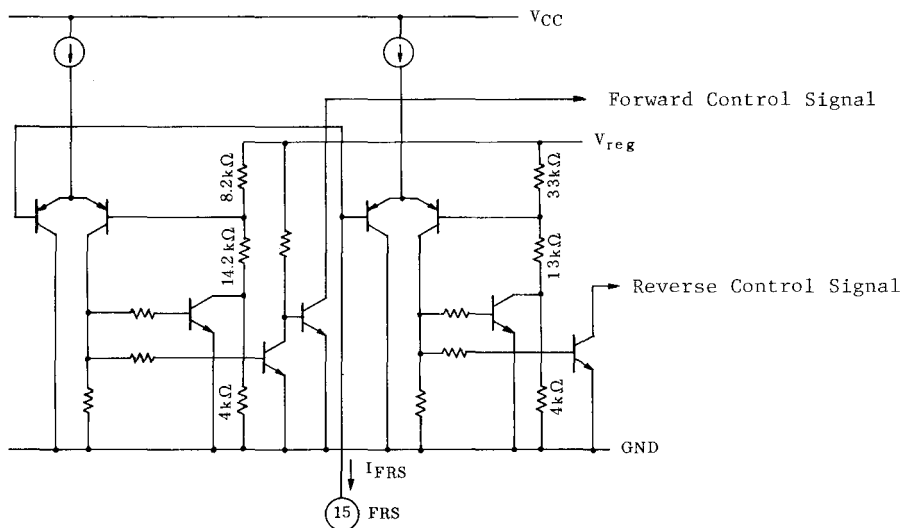 V_CC
Forward Control Signal
V_reg
8.2kΩ
33kΩ
14.2kΩ
13kΩ
Reverse Control Signal
4kΩ
4kΩ
GND
I_FRS
15 FRS